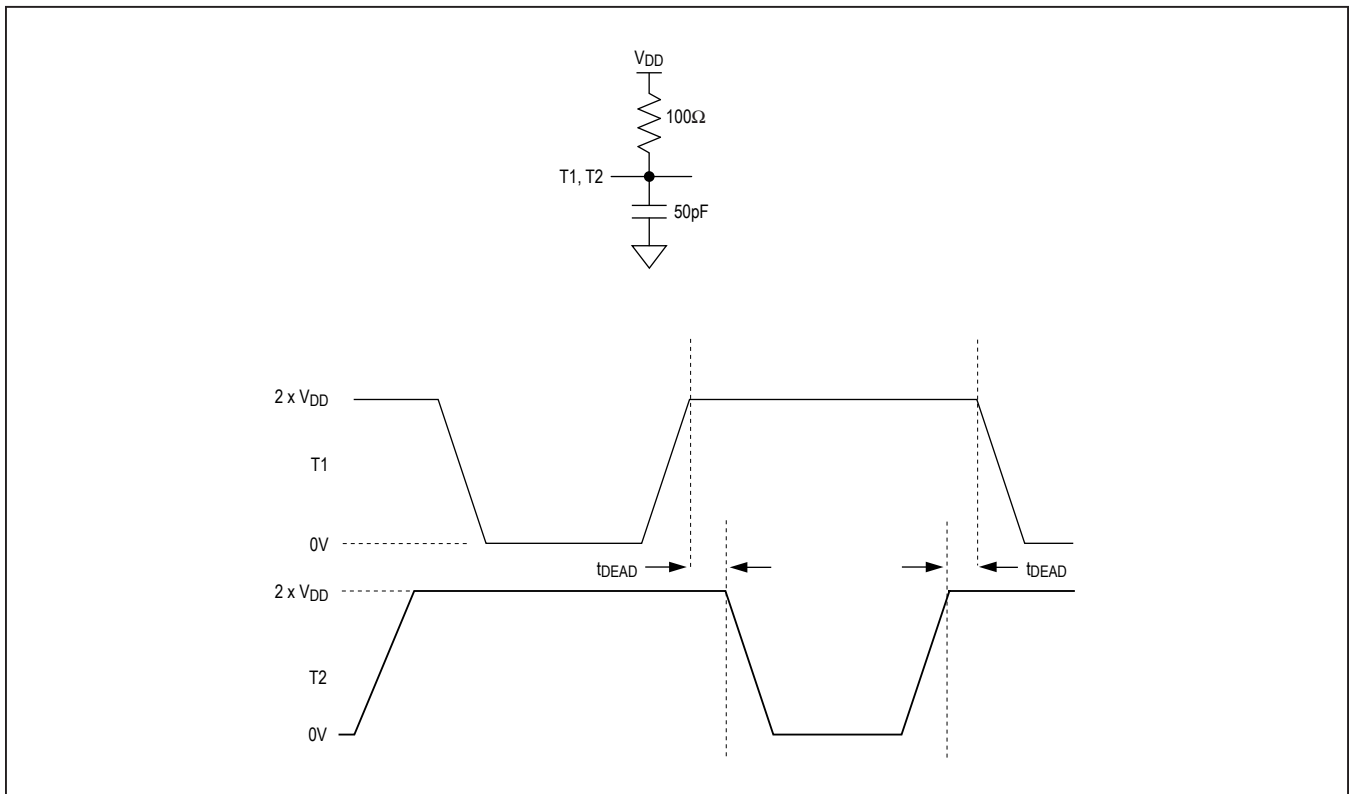 VDD
100Ω
T1, T2
50pF
2 x VDD
T1
0V
tDEAD
tDEAD
2 x VDD
T2
0V